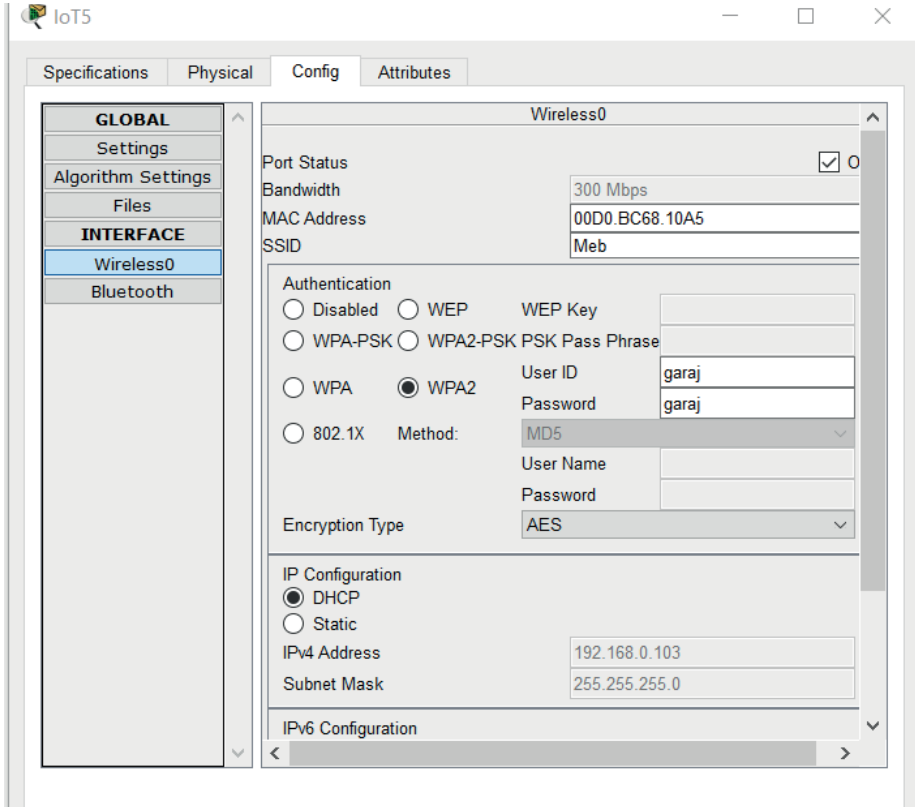 IoT5
Specifications Physical Config Attributes
GLOBAL
Settings
Algorithm Settings
Files
INTERFACE
Wireless0
Bluetooth
Wireless0
Port Status O
Bandwidth 300 Mbps
MAC Address 00D0.BC68.10A5
SSID Meb
Authentication
Disabled WEP WEP Key
WPA-PSK WPA2-PSK PSK Pass Phrase
User ID garaj
WPA WPA2
Password garaj
802.1X Method: MD5
User Name
Password
Encryption Type AES
IP Configuration
DHCP
Static
IPv4 Address 192.168.0.103
Subnet Mask 255.255.255.0
IPv6 Configuration